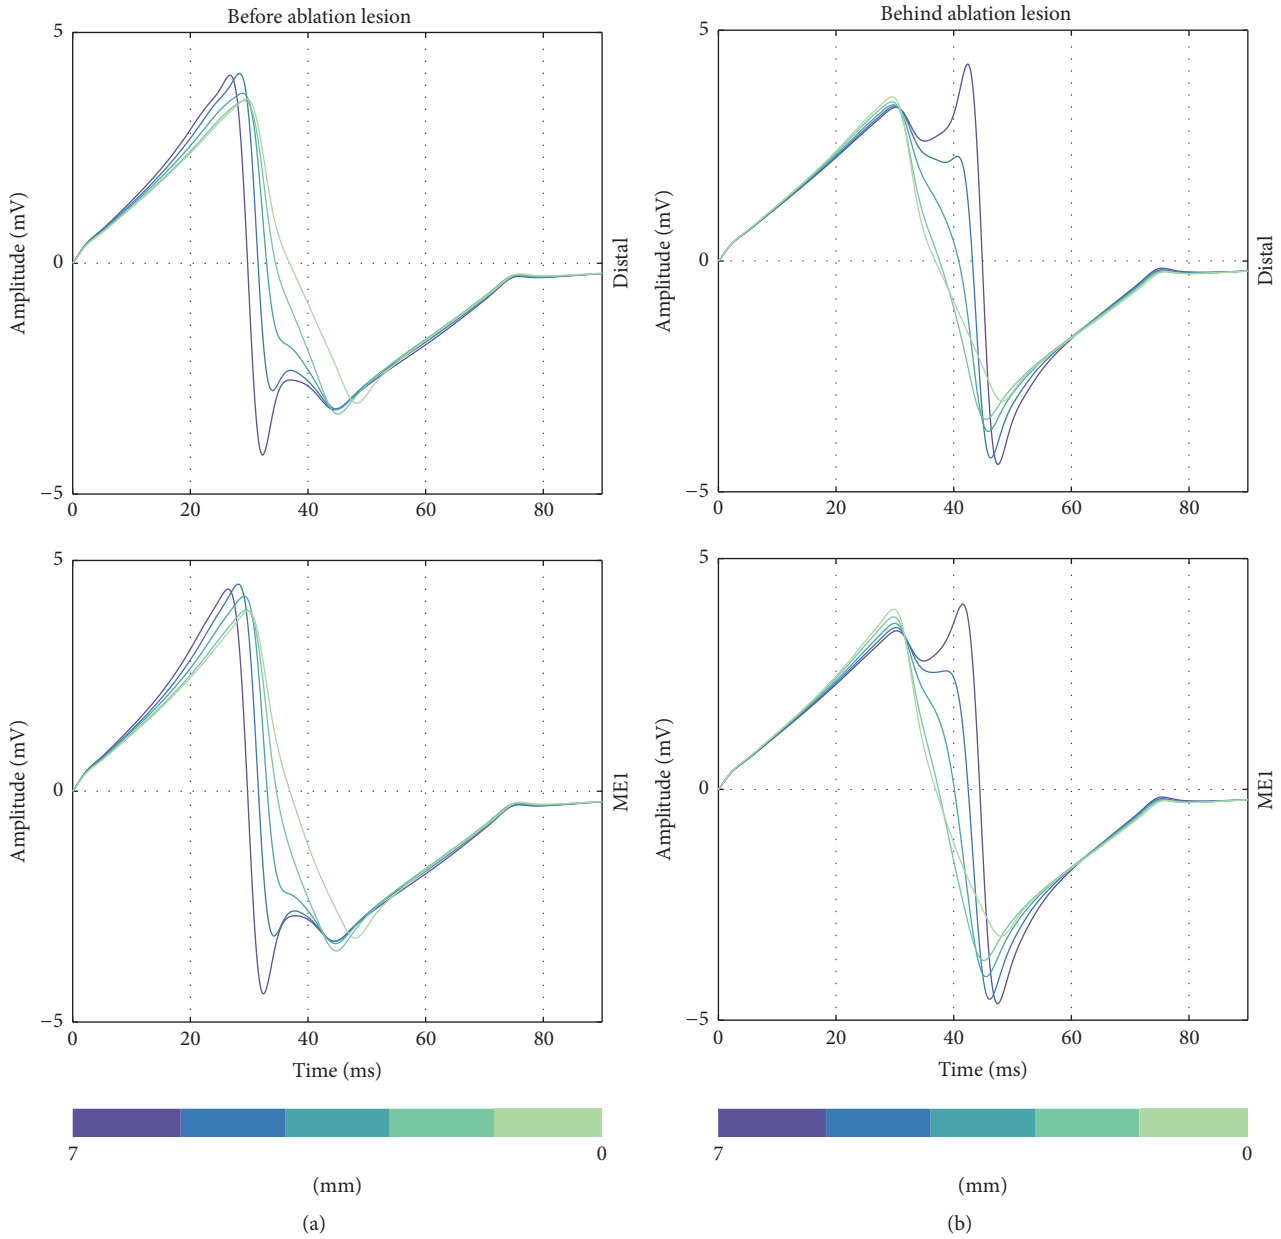 Before ablation lesion
5
0
−5
Amplitude (mV)
Distal
0 20 40 60 80
Behind ablation lesion
5
0
−5
Amplitude (mV)
Distal
0 20 40 60 80
5
0
−5
Amplitude (mV)
ME1
0 20 40 60 80
Time (ms)
5
0
−5
Amplitude (mV)
ME1
0 20 40 60 80
Time (ms)
7 0
(mm)
(a)
7 0
(mm)
(b)